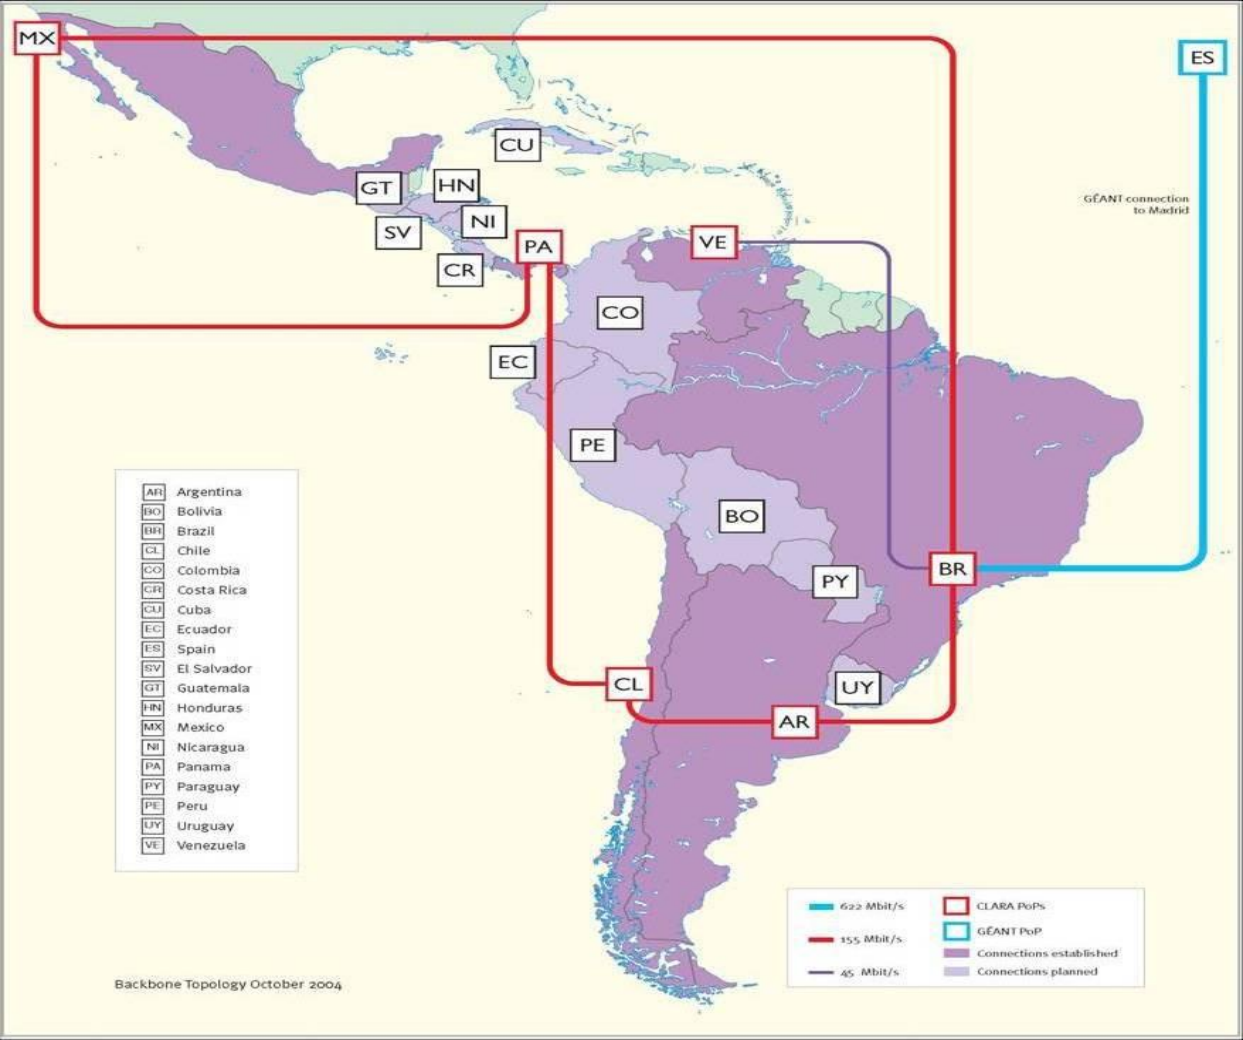 MX
ES
CU
GÉANT connection
to Madrid
GT
HN
NI
SV
PA
VE
CR
CO
EC
PE
BO
BR
PY
CL
UY
AR
AR Argentina
BO Bolivia
BR Brazil
CL Chile
CO Colombia
CR Costa Rica
CU Cuba
EC Ecuador
ES Spain
SV El Salvador
GT Guatemala
HN Honduras
MX Mexico
NI Nicaragua
PA Panama
PY Paraguay
PE Peru
UY Uruguay
VE Venezuela
622 Mbit/s
CLARA PoPs
GÉANT PoP
155 Mbit/s
Connections established
45 Mbit/s
Connections planned
Backbone Topology October 2004